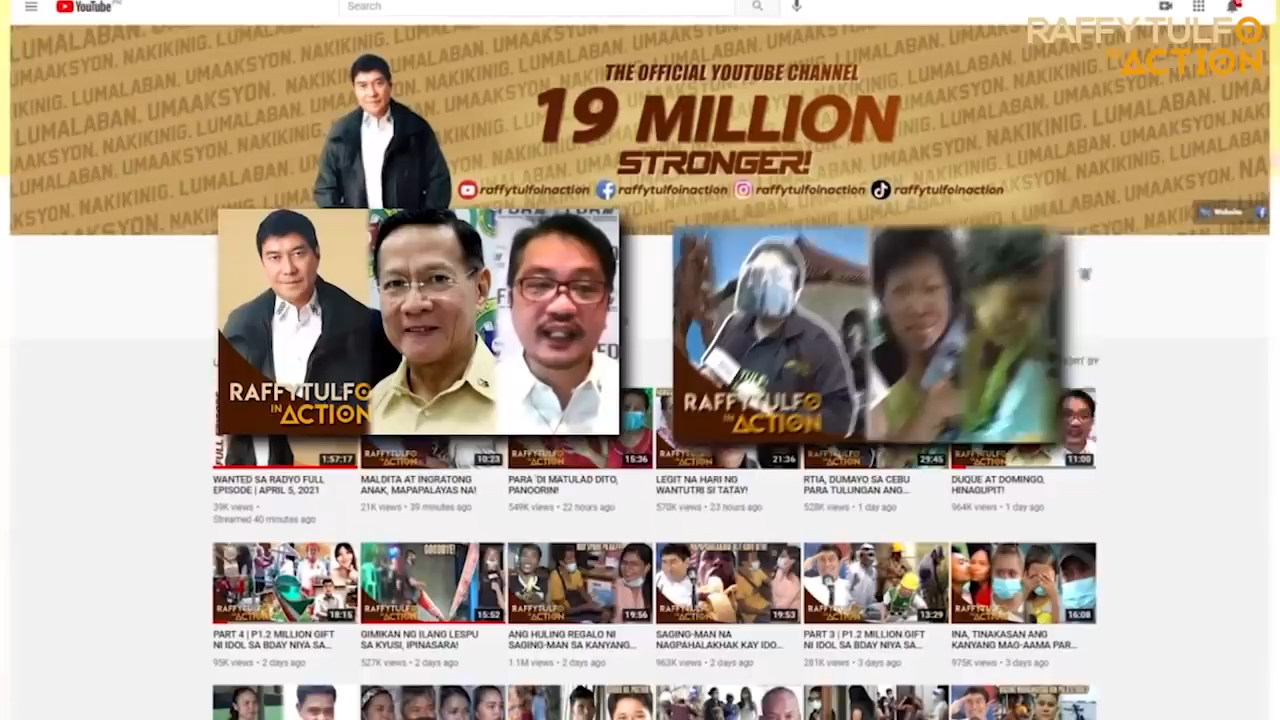 YouTube PH
Search
RAFFYTULFO
IN ACTION
LUMALABAN. UMAAKSYON. NAKIKINIG.
THE OFFICIAL YOUTUBE CHANNEL
19 MILLION
STRONGER!
raffytulfoinaction raffytulfoinaction raffytulfoinaction raffytulfoinaction
Website
RAFFYTULFO
IN ACTION
RAFFYTULFO
IN ACTION
1:57:17
10:23
15:36
21:36
29:45
11:00
WANTED SA RADYO FULL
EPISODE | APRIL 5, 2021
39K views •
Streamed 40 minutes ago
MALDITA AT INGRATONG
ANAK, MAPAPALAYAS NA!
21K views • 39 minutes ago
PARA 'DI MATULAD DITO,
PANOORIN!
549K views • 22 hours ago
LEGIT NA HARI NG
WANTUTRI SI TATAY!
570K views • 23 hours ago
RTIA, DUMAYO SA CEBU
PARA TULUNGAN ANG...
528K views • 1 day ago
DUQUE AT DOMINGO,
HINAGUPIT!
964K views • 1 day ago
GOODBYE!
18:15
15:52
19:56
19:53
13:29
16:08
PART 4 | P1.2 MILLION GIFT
NI IDOL SA BDAY NIYA SA...
95K views • 2 days ago
GIMIKAN NG ILANG LESPU
SA KYUSI, IPINASARA!
527K views • 2 days ago
ANG HULING REGALO NI
SAGING-MAN SA KANYANG...
1.1M views • 2 days ago
SAGING-MAN NA
NAGPAHALAKHAK KAY IDO...
963K views • 2 days ago
PART 3 | P1.2 MILLION GIFT
NI IDOL SA BDAY NIYA SA...
281K views • 3 days ago
INA, TINAKASAN ANG
KANYANG MAG-AAMA PAR...
975K views • 3 days ago